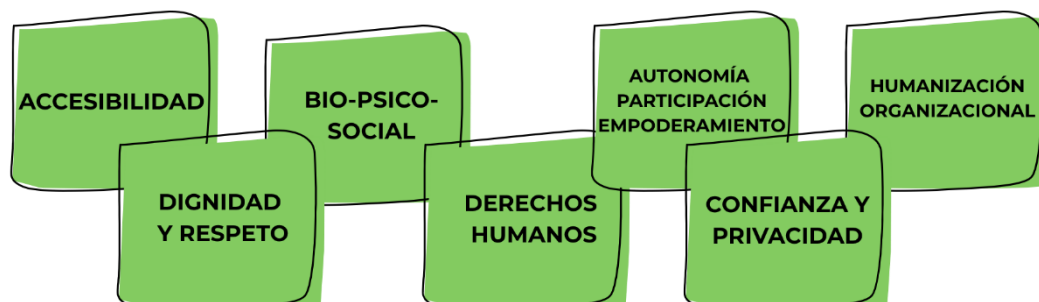 ACCESIBILIDAD
DIGNIDAD
Y RESPETO
BIO-PSICO-
SOCIAL
DERECHOS
HUMANOS
AUTONOMÍA
PARTICIPACIÓN
EMPODERAMIENTO
CONFIANZA Y
PRIVACIDAD
HUMANIZACIÓN
ORGANIZACIONAL